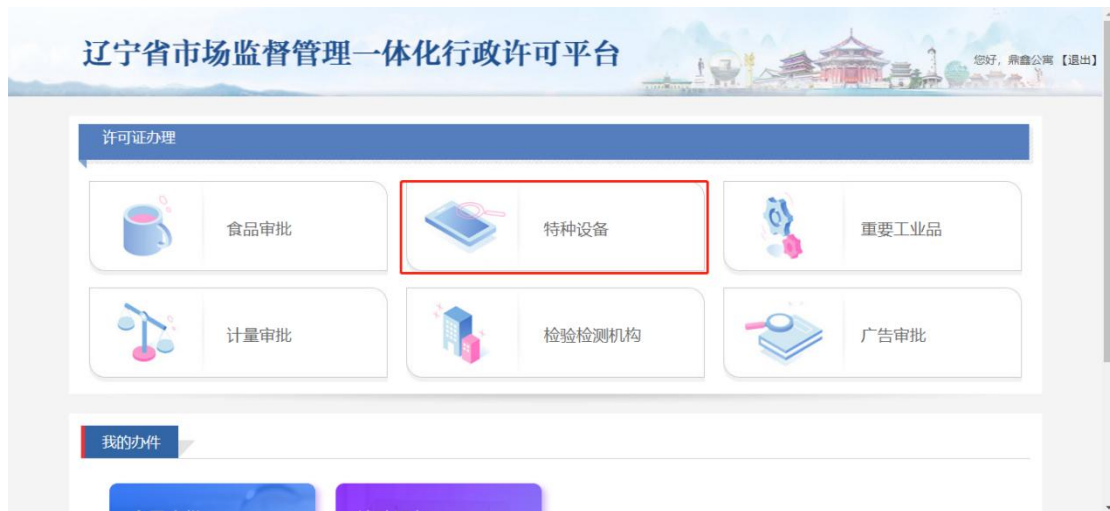 辽宁省市场监督管理一体化行政许可平台
您好，鼎鑫公寓【退出】
许可证办理
食品审批
特种设备
重要工业品
计量审批
检验检测机构
广告审批
我的办件